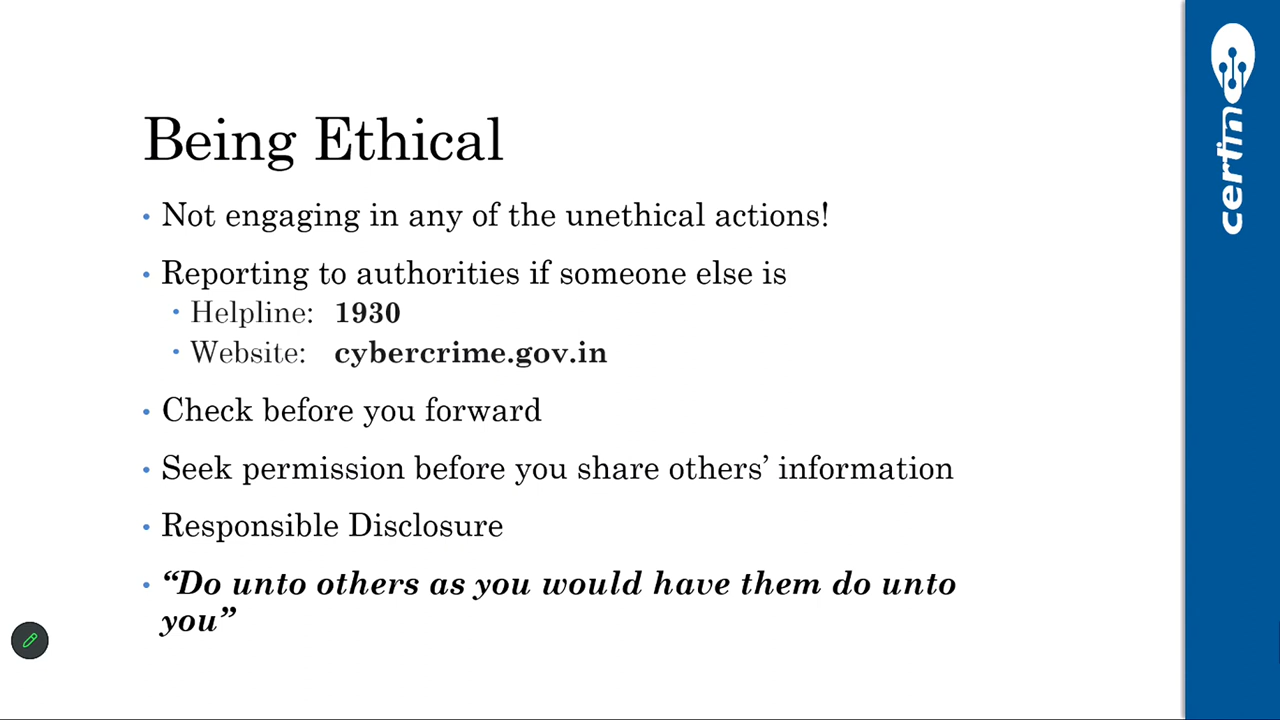 Being Ethical
• Not engaging in any of the unethical actions!
• Reporting to authorities if someone else is
• Helpline: 1930
• Website: cybercrime.gov.in
• Check before you forward
• Seek permission before you share others’ information
• Responsible Disclosure
• “Do unto others as you would have them do unto
you”
certin